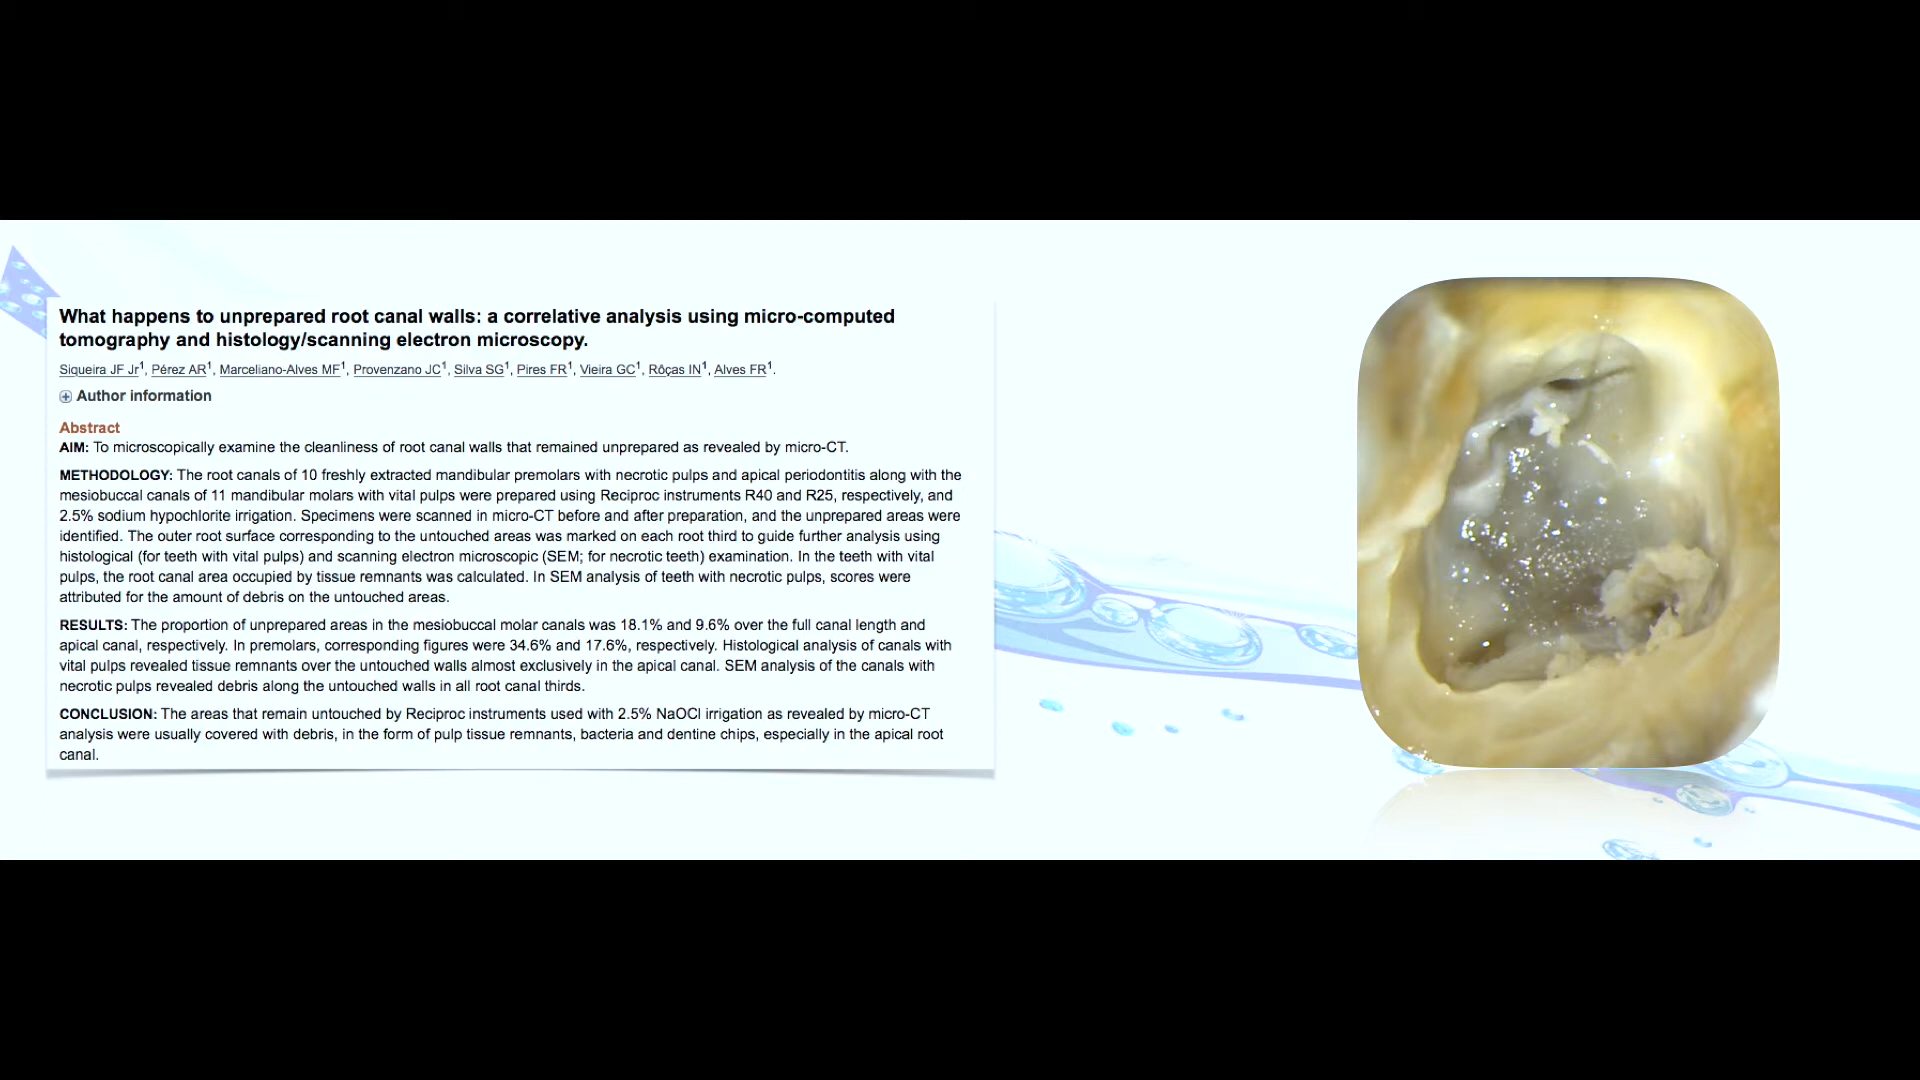 What happens to unprepared root canal walls: a correlative analysis using micro-computed
tomography and histology/scanning electron microscopy.
Siqueira JF Jr1, Pérez AR1, Marceliano-Alves MF1, Provenzano JC1, Silva SG1, Pires FR1, Vieira GC1, Rôças IN1, Alves FR1.
Author information
Abstract
AIM: To microscopically examine the cleanliness of root canal walls that remained unprepared as revealed by micro-CT.
METHODOLOGY: The root canals of 10 freshly extracted mandibular premolars with necrotic pulps and apical periodontitis along with the
mesiobuccal canals of 11 mandibular molars with vital pulps were prepared using Reciproc instruments R40 and R25, respectively, and
2.5% sodium hypochlorite irrigation. Specimens were scanned in micro-CT before and after preparation, and the unprepared areas were
identified. The outer root surface corresponding to the untouched areas was marked on each root third to guide further analysis using
histological (for teeth with vital pulps) and scanning electron microscopic (SEM; for necrotic teeth) examination. In the teeth with vital
pulps, the root canal area occupied by tissue remnants was calculated. In SEM analysis of teeth with necrotic pulps, scores were
attributed for the amount of debris on the untouched areas.
RESULTS: The proportion of unprepared areas in the mesiobuccal molar canals was 18.1% and 9.6% over the full canal length and
apical canal, respectively. In premolars, corresponding figures were 34.6% and 17.6%, respectively. Histological analysis of canals with
vital pulps revealed tissue remnants over the untouched walls almost exclusively in the apical canal. SEM analysis of the canals with
necrotic pulps revealed debris along the untouched walls in all root canal thirds.
CONCLUSION: The areas that remain untouched by Reciproc instruments used with 2.5% NaOCl irrigation as revealed by micro-CT
analysis were usually covered with debris, in the form of pulp tissue remnants, bacteria and dentine chips, especially in the apical root
canal.